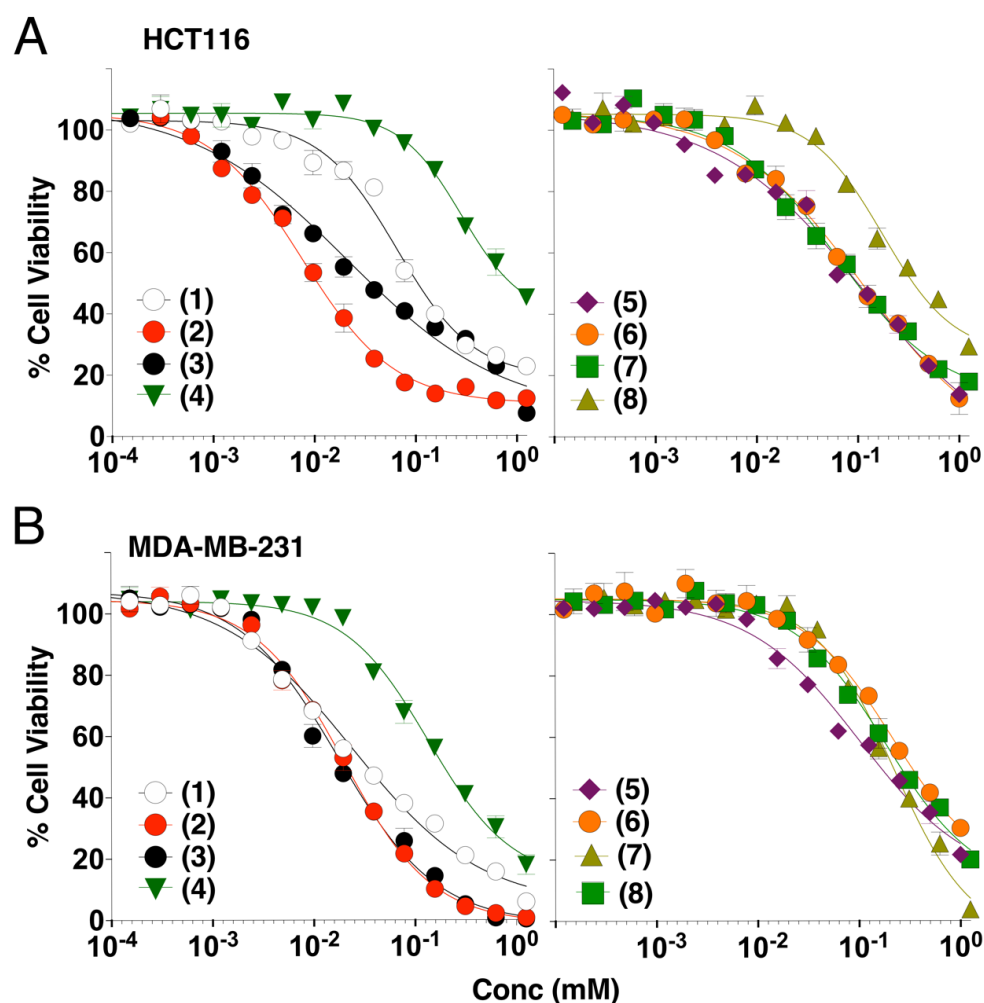 A
HCT116
% Cell Viability
100
80
60
40
20
0
(1)
(2)
(3)
(4)
10⁻⁴ 10⁻³ 10⁻² 10⁻¹ 10⁰
(5)
(6)
(7)
(8)
10⁻³ 10⁻² 10⁻¹ 10⁰
B
MDA-MB-231
% Cell Viability
100
80
60
40
20
0
(1)
(2)
(3)
(4)
10⁻⁴ 10⁻³ 10⁻² 10⁻¹ 10⁰
(5)
(6)
(7)
(8)
10⁻³ 10⁻² 10⁻¹ 10⁰
Conc (mM)